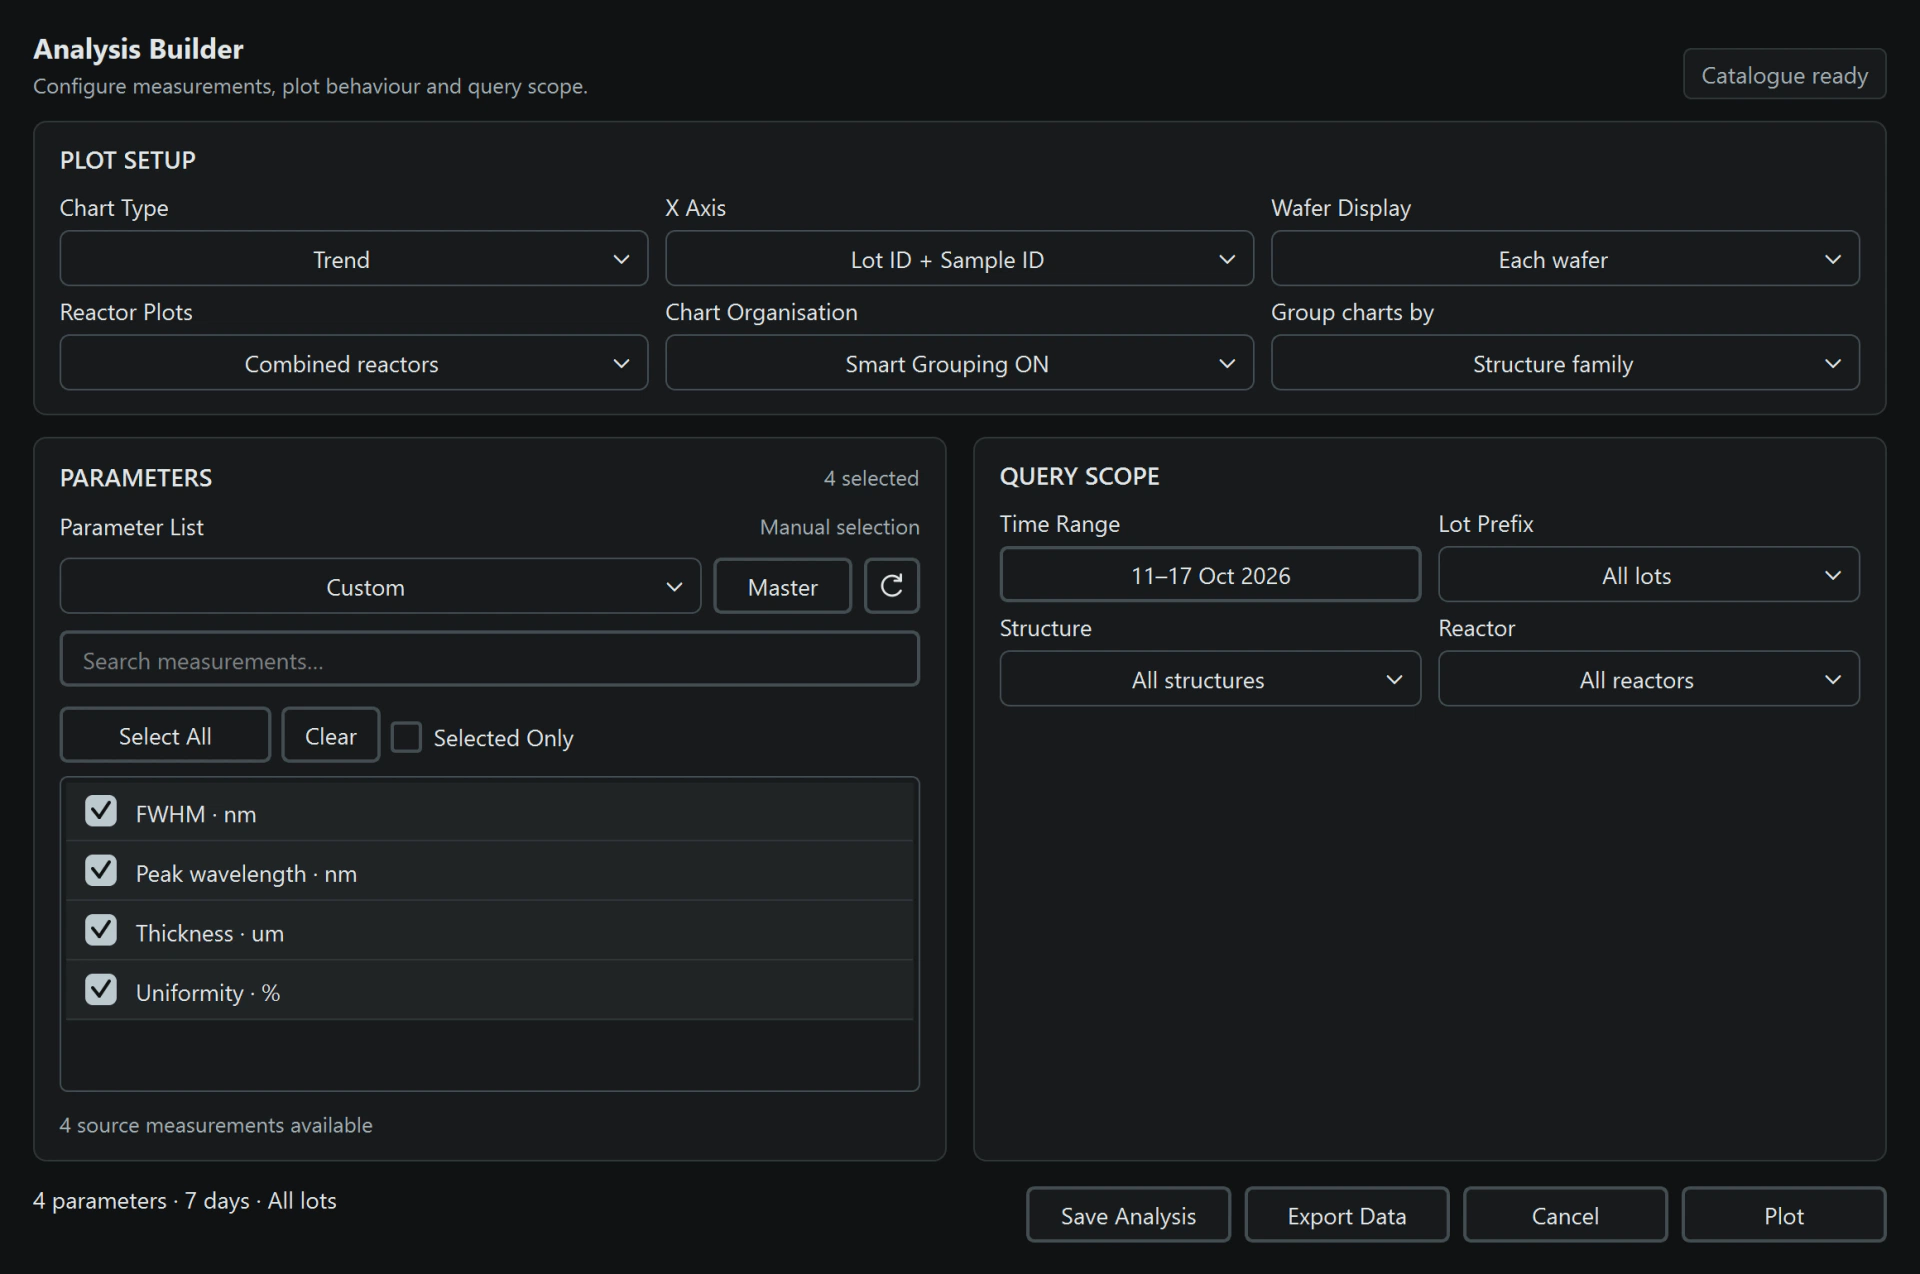 Analysis Builder
Configure measurements, plot behaviour and query scope.
Catalogue ready
PLOT SETUP
Chart Type
X Axis
Wafer Display
Trend
Lot ID + Sample ID
Each wafer
Reactor Plots
Chart Organisation
Group charts by
Combined reactors
Smart Grouping ON
Structure family
PARAMETERS
4 selected
Parameter List
Manual selection
Custom
Master
Search measurements...
Select All
Clear
Selected Only
FWHM · nm
Peak wavelength · nm
Thickness · um
Uniformity · %
4 source measurements available
QUERY SCOPE
Time Range
Lot Prefix
11–17 Oct 2026
All lots
Structure
Reactor
All structures
All reactors
4 parameters · 7 days · All lots
Save Analysis
Export Data
Cancel
Plot